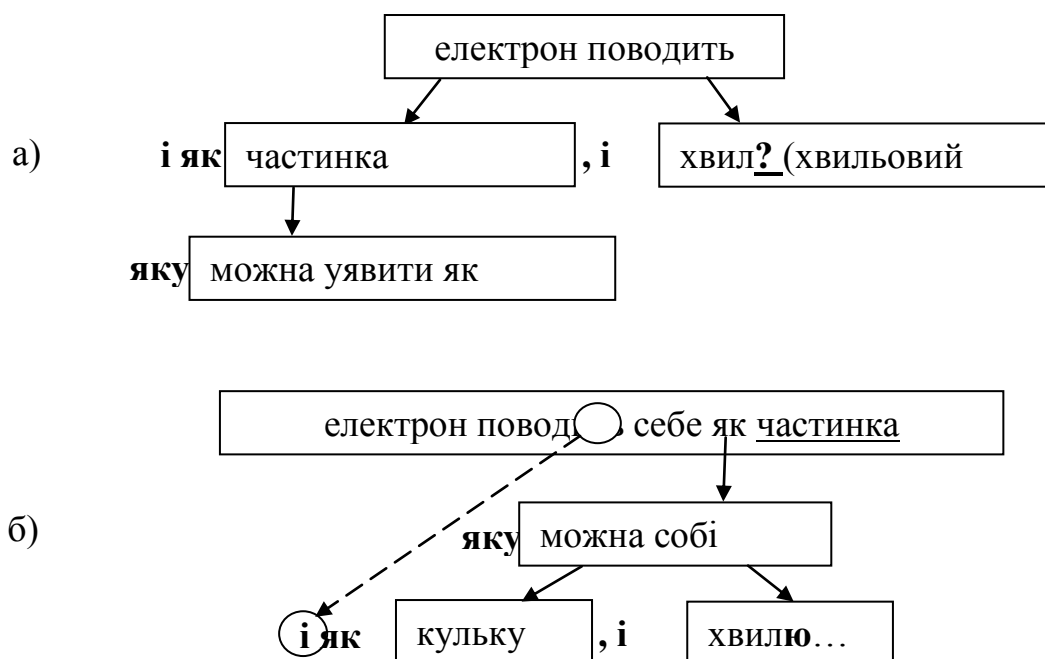 електрон поводить
а) і як частинка , і хвил? (хвильовий
яку можна уявити як
електрон поводить себе як частинка
б) яку можна собі
і як кульку , і хвилю…